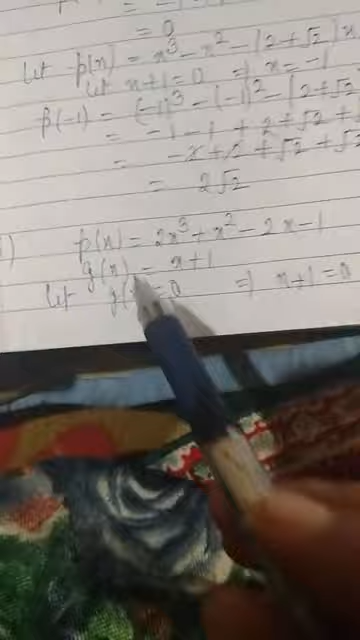 = 0
let p(x) = x³ - x² - (2+√2)x
let x+1 = 0 ⇒ x = -1
p(-1) = (-1)³ - (-1)² - (2+√2
= -1 - 1 + 2 + √2 +
= -2 + 2 + √2 + √2
= 2√2
) p(x) = 2x³ + x² - 2x - 1
g(x) = x+1
let g( = 0 ⇒ x+1 = 0